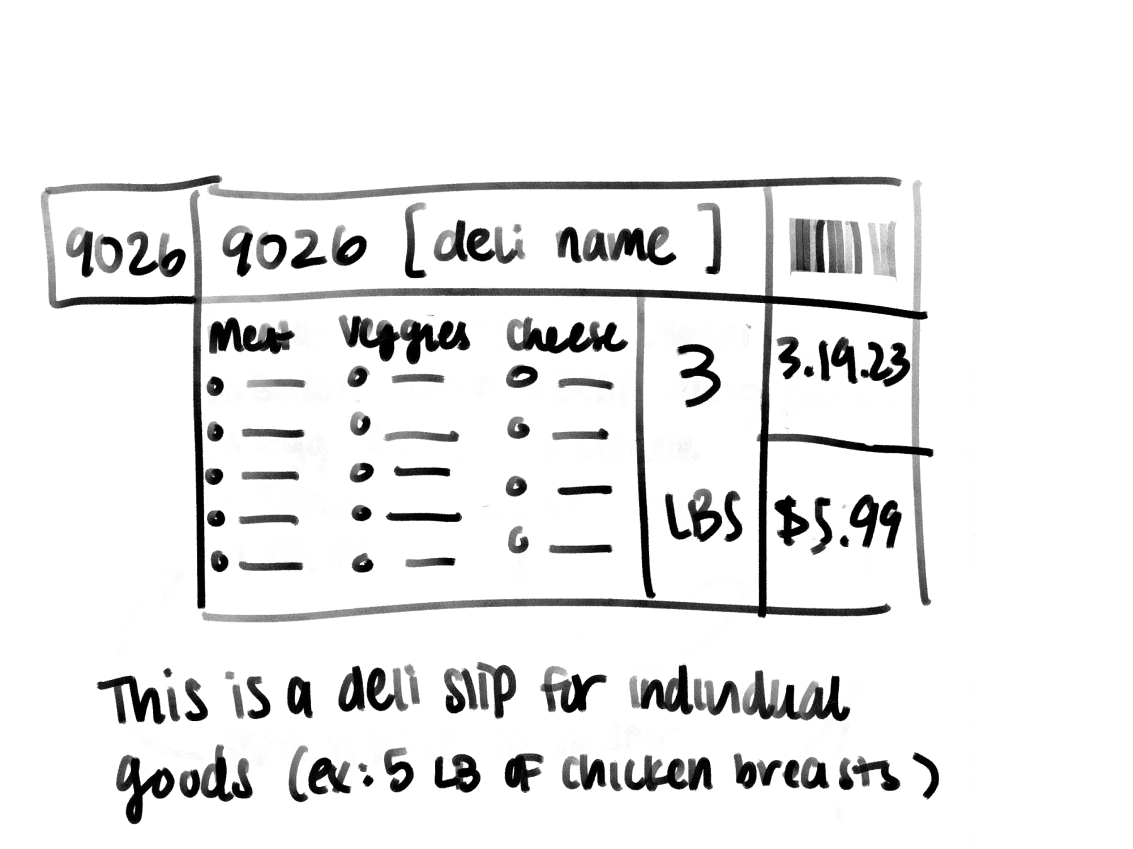 9026 9026 [deli name]
Meat Veggies Cheese
3
LBS
3.19.23
$5.99
This is a deli slip for individual
goods (ex: 5 LB OF chicken breasts)